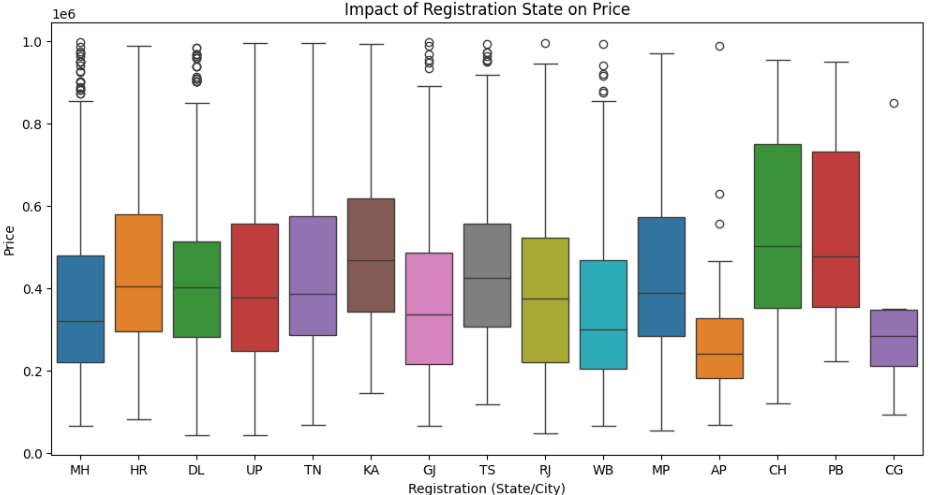 Impact of Registration State on Price
1e6
1.0
0.8
0.6
0.4
0.2
0.0
Price
MH HR DL UP TN KA GJ TS RJ WB MP AP CH PB CG
Registration (State/City)